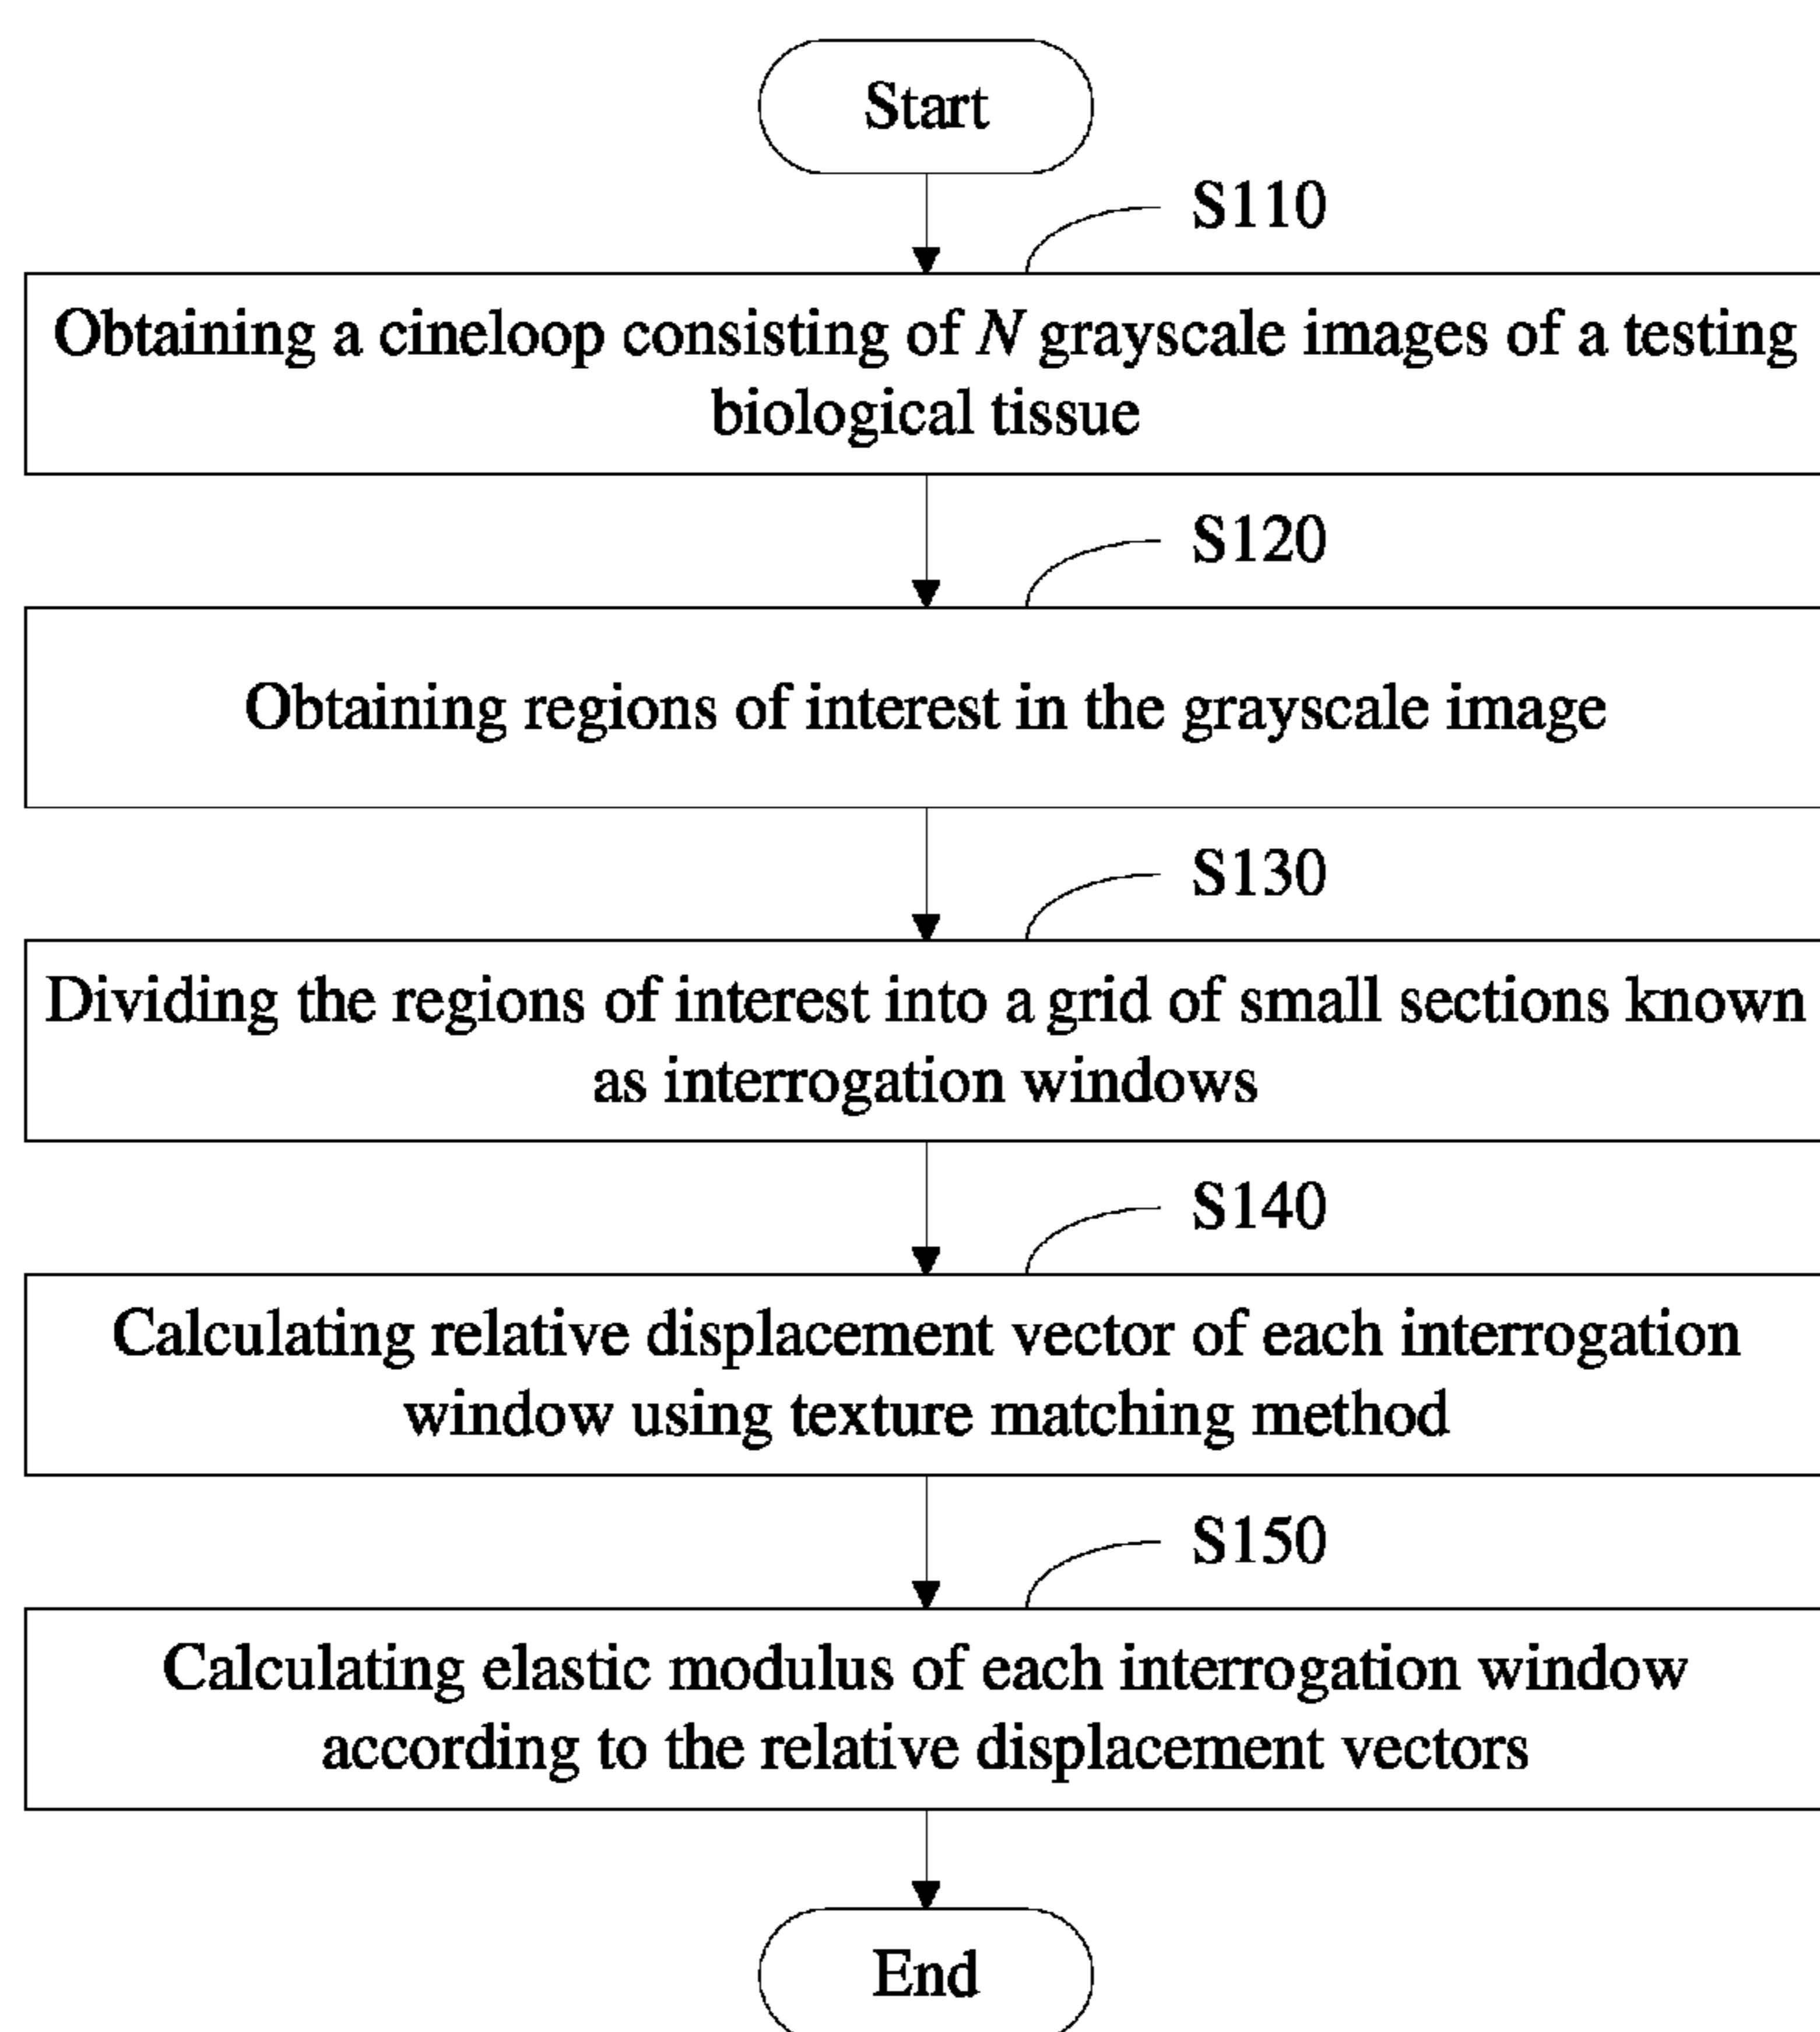 Start
S110
Obtaining a cineloop consisting of N grayscale images of a testing
biological tissue
S120
Obtaining regions of interest in the grayscale image
S130
Dividing the regions of interest into a grid of small sections known
as interrogation windows
S140
Calculating relative displacement vector of each interrogation
window using texture matching method
S150
Calculating elastic modulus of each interrogation window
according to the relative displacement vectors
End